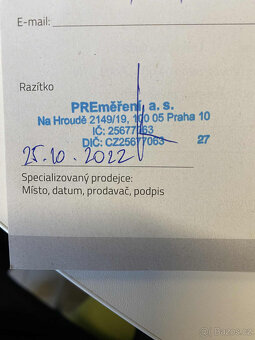 E-mail:
Razítko
PREměření, a. s.
Na Hroudě 2149/19, 100 05 Praha 10
IČ: 25677063
DIČ: CZ25677063 27
25.10.2022
Specializovaný prodejce:
Místo, datum, prodavač, podpis